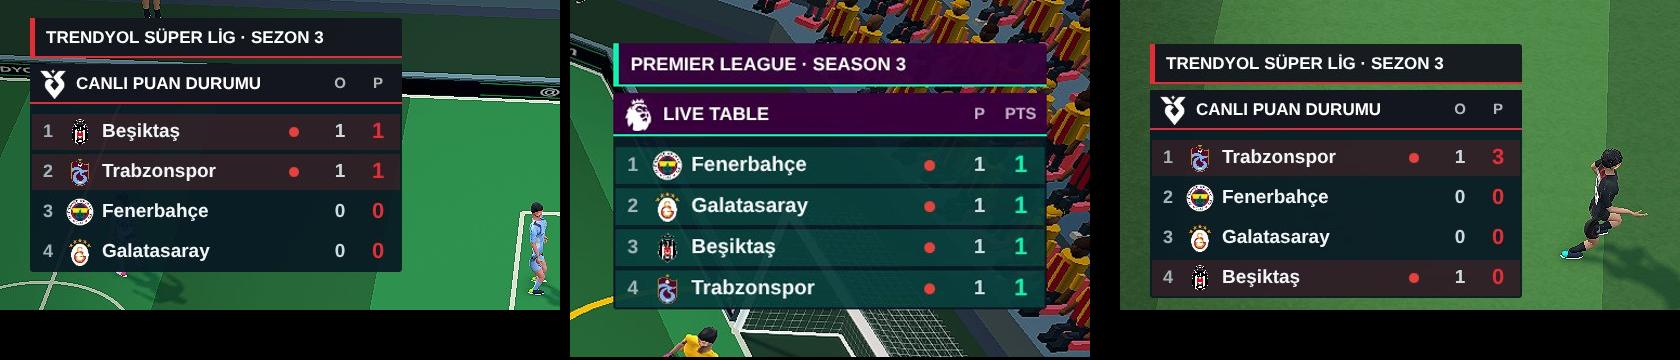 TRENDYOL SÜPER LİG · SEZON 3
CANLI PUAN DURUMU O P
1 Beşiktaş 1 1
2 Trabzonspor 1 1
3 Fenerbahçe 0 0
4 Galatasaray 0 0
PREMIER LEAGUE · SEASON 3
LIVE TABLE P PTS
1 Fenerbahçe 1 1
2 Galatasaray 1 1
3 Beşiktaş 1 1
4 Trabzonspor 1 1
TRENDYOL SÜPER LİG · SEZON 3
CANLI PUAN DURUMU O P
1 Trabzonspor 1 3
2 Fenerbahçe 0 0
3 Galatasaray 0 0
4 Beşiktaş 1 0